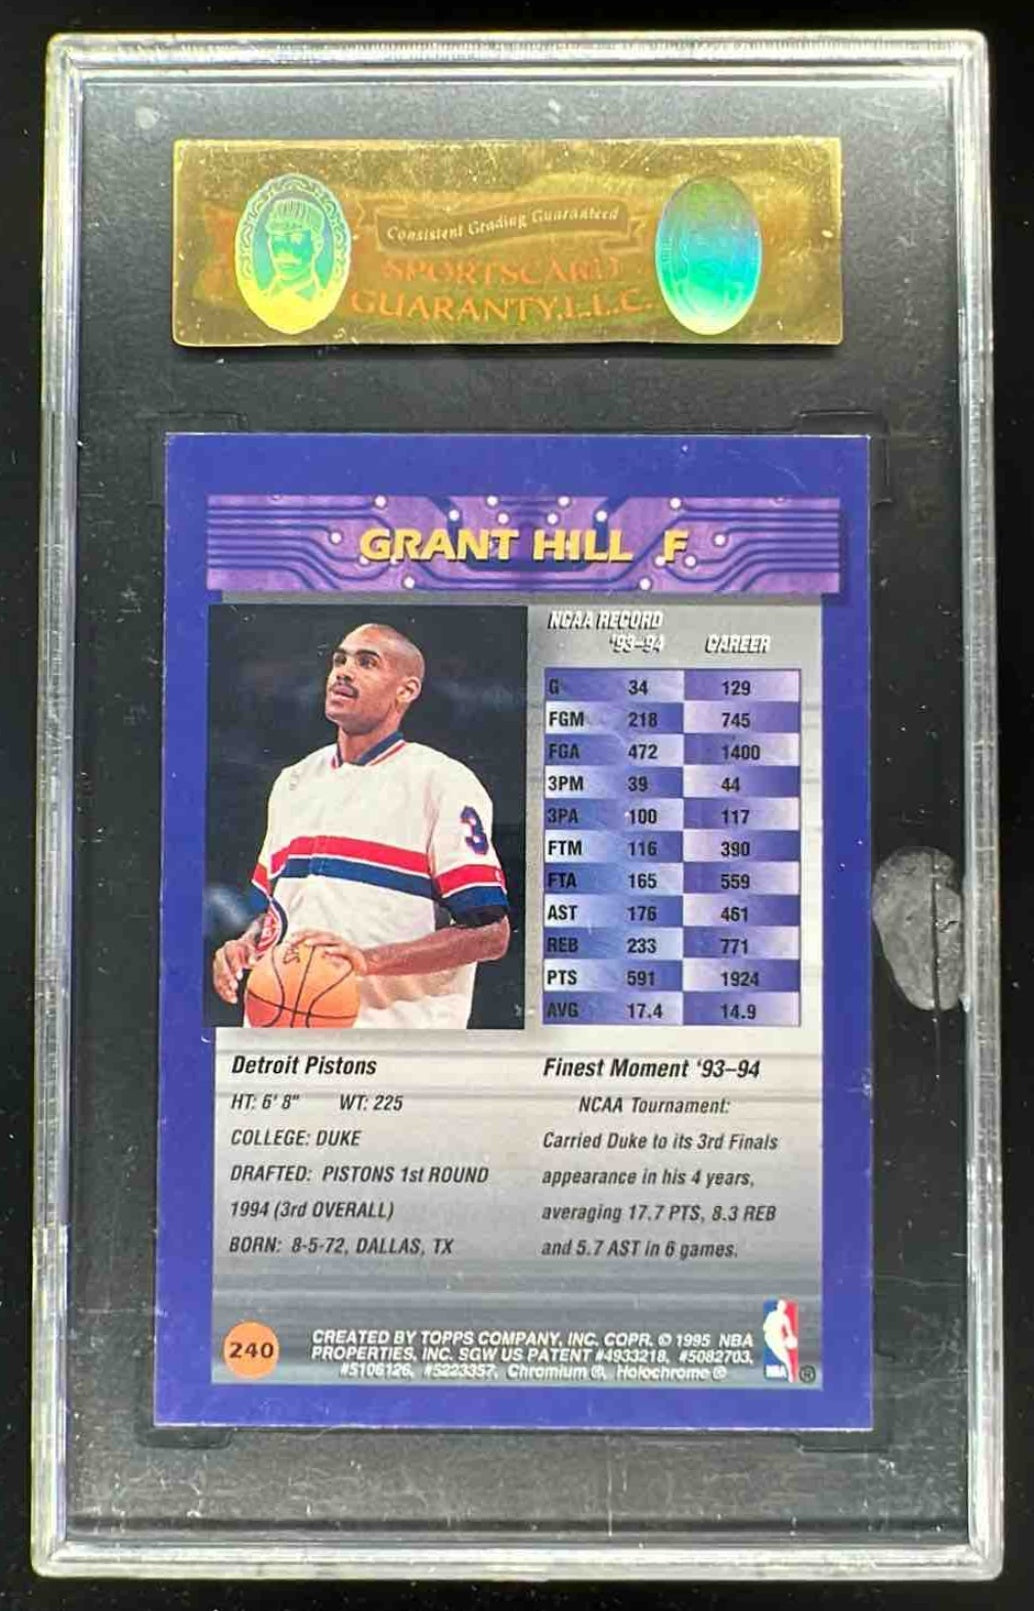 Consistent Grading Guaranteed
SPORTSCARD
GUARANTY, L.L.C.
GRANT HILL F
NCAA RECORD
'93–94 CAREER
G 34 129
FGM 218 745
FGA 472 1400
3PM 39 44
3PA 100 117
FTM 116 390
FTA 165 559
AST 176 461
REB 233 771
PTS 591 1924
AVG 17.4 14.9
3
Detroit Pistons
HT: 6' 8" WT: 225
COLLEGE: DUKE
DRAFTED: PISTONS 1st ROUND
1994 (3rd OVERALL)
BORN: 8-5-72, DALLAS, TX
Finest Moment '93–94
NCAA Tournament:
Carried Duke to its 3rd Finals
appearance in his 4 years,
averaging 17.7 PTS, 8.3 REB
and 5.7 AST in 6 games.
240
CREATED BY TOPPS COMPANY, INC. COPR. © 1995 NBA
PROPERTIES, INC. SGW US PATENT #4933218, #5082703,
#5106126, #5223357, Chromium ®, Holochrome ®
NBA ®